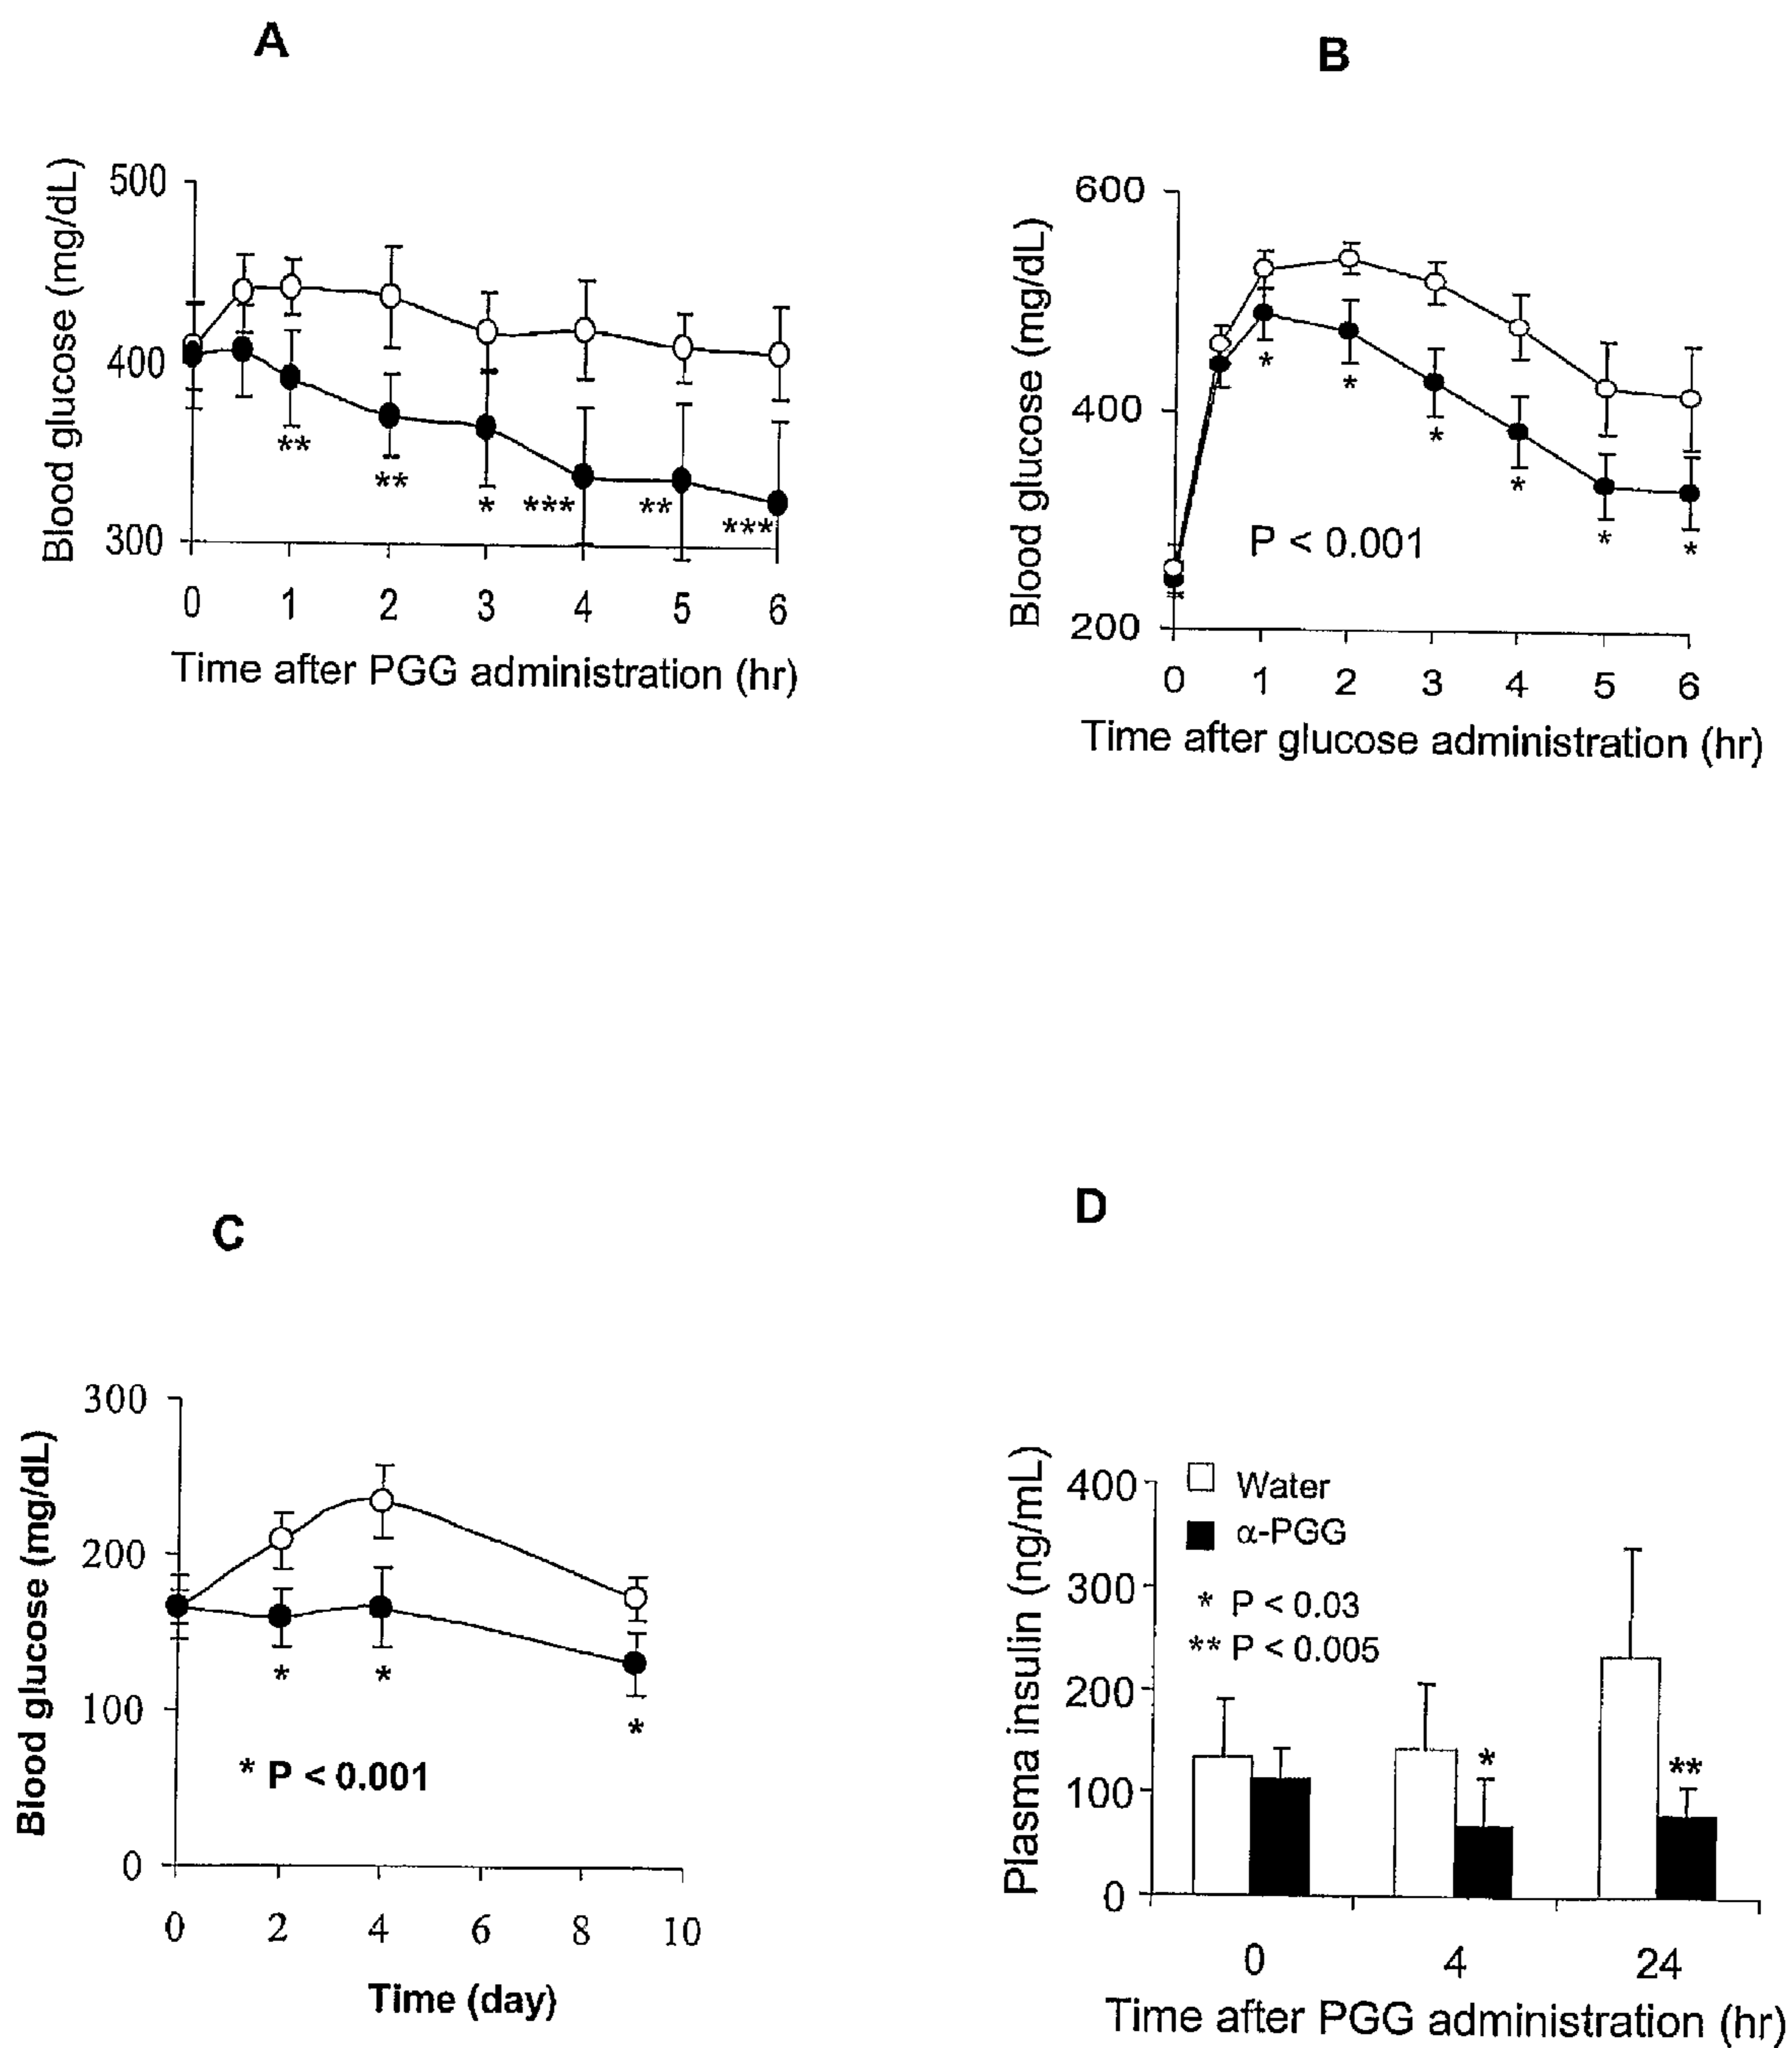 A
Blood glucose (mg/dL)
500
400
300
** ** * *** ** ***
0 1 2 3 4 5 6
Time after PGG administration (hr)
B
Blood glucose (mg/dL)
600
400
200
* * * * * *
P < 0.001
0 1 2 3 4 5 6
Time after glucose administration (hr)
C
Blood glucose (mg/dL)
300
200
100
0
* * *
* P < 0.001
0 2 4 6 8 10
Time (day)
D
Plasma insulin (ng/mL)
400
300
200
100
0
Water
α-PGG
* P < 0.03
** P < 0.005
* **
0 4 24
Time after PGG administration (hr)